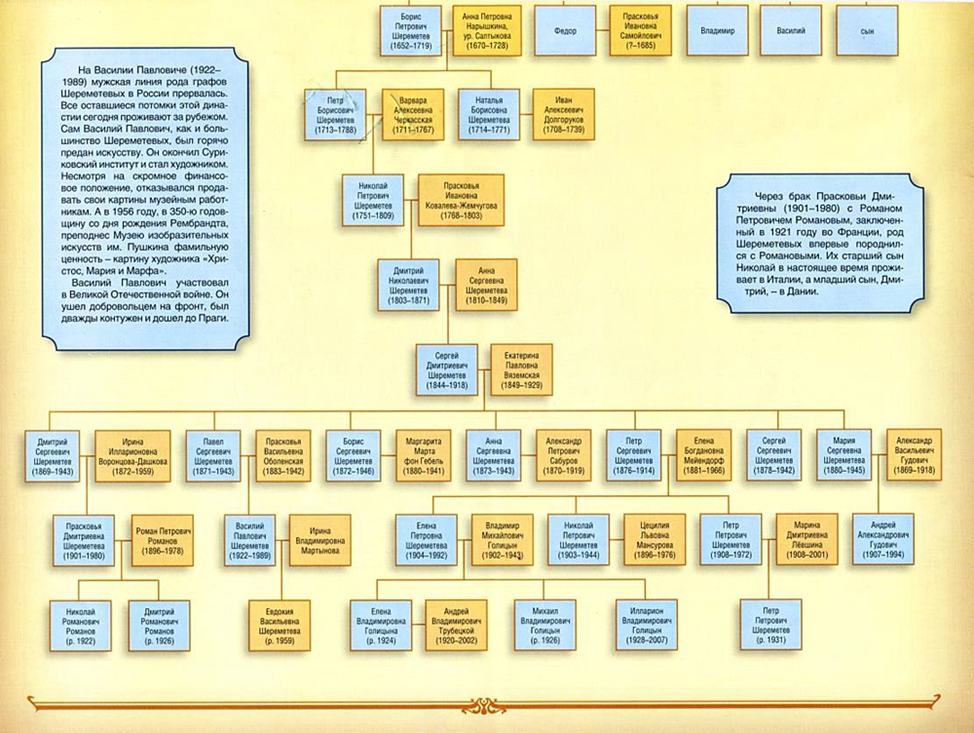 Борис
Петрович
Шереметев
(1652–1719)
Анна Петровна
Нарышкина,
ур. Салтыкова
(1670–1728)
Федор
Прасковья
Ивановна
Самойлович
(?–1685)
Владимир
Василий
сын
Петр
Борисович
Шереметев
(1713–1788)
Варвара
Алексеевна
Черкасская
(1711–1767)
Наталья
Борисовна
Шереметева
(1714–1771)
Иван
Алексеевич
Долгоруков
(1708–1739)
На Василии Павловиче (1922–
1989) мужская линия рода графов
Шереметевых в России прервалась.
Все оставшиеся потомки этой дина-
стии сегодня проживают за рубежом.
Сам Василий Павлович, как и боль-
шинство Шереметевых, был горячо
предан искусству. Он окончил Сури-
ковский институт и стал художником.
Несмотря на скромное финансо-
вое положение, отказывался прода-
вать свои картины музейным работ-
никам. А в 1956 году, в 350-ю годов-
щину со дня рождения Рембрандта,
преподнес Музею изобразительных
искусств им. Пушкина фамильную
ценность – картину художника «Хри-
стос, Мария и Марфа».
Василий Павлович участвовал
в Великой Отечественной войне. Он
ушел добровольцем на фронт, был
дважды контужен и дошел до Праги.
Николай
Петрович
Шереметев
(1751–1809)
Прасковья
Ивановна
Ковалева-Жемчугова
(1768–1803)
Через брак Прасковьи Дми-
триевны (1901–1980) с Романом
Петровичем Романовым, заключен-
ный в 1921 году во Франции, род
Шереметевых впервые породнил-
ся с Романовыми. Их старший сын
Николай в настоящее время прожи-
вает в Италии, а младший сын, Дми-
трий, – в Дании.
Дмитрий
Николаевич
Шереметев
(1803–1871)
Анна
Сергеевна
Шереметева
(1810–1849)
Сергей
Дмитриевич
Шереметев
(1844–1918)
Екатерина
Павловна
Вяземская
(1849–1929)
Дмитрий
Сергеевич
Шереметев
(1869–1943)
Ирина
Илларионовна
Воронцова-Дашкова
(1872–1959)
Павел
Сергеевич
Шереметев
(1871–1943)
Прасковья
Васильевна
Оболенская
(1883–1942)
Борис
Сергеевич
Шереметев
(1872–1946)
Маргарита
Марта
фон Гебель
(1880–1941)
Анна
Сергеевна
Шереметева
(1873–1943)
Александр
Петрович
Сабуров
(1870–1919)
Петр
Сергеевич
Шереметев
(1876–1914)
Елена
Богдановна
Мейендорф
(1881–1966)
Сергей
Сергеевич
Шереметев
(1878–1942)
Мария
Сергеевна
Шереметева
(1880–1945)
Александр
Васильевич
Гудович
(1869–1918)
Прасковья
Дмитриевна
Шереметева
(1901–1980)
Роман Петрович
Романов
(1896–1978)
Василий
Павлович
Шереметев
(1922–1989)
Ирина
Владимировна
Мартынова
Елена
Петровна
Шереметева
(1904–1992)
Владимир
Михайлович
Голицын
(1902–1943)
Николай
Петрович
Шереметев
(1903–1944)
Цецилия
Львовна
Мансурова
(1896–1976)
Петр
Петрович
Шереметев
(1908–1972)
Марина
Дмитриевна
Лёвшина
(1908–2001)
Андрей
Александрович
Гудович
(1907–1994)
Николай
Романович
Романов
(р. 1922)
Дмитрий
Романович
Романов
(р. 1926)
Евдокия
Васильевна
Шереметева
(р. 1959)
Елена
Владимировна
Голицына
(р. 1924)
Андрей
Владимирович
Трубецкой
(1920–2002)
Михаил
Владимирович
Голицын
(р. 1926)
Илларион
Владимирович
Голицын
(1928–2007)
Петр
Петрович
Шереметев
(р. 1931)